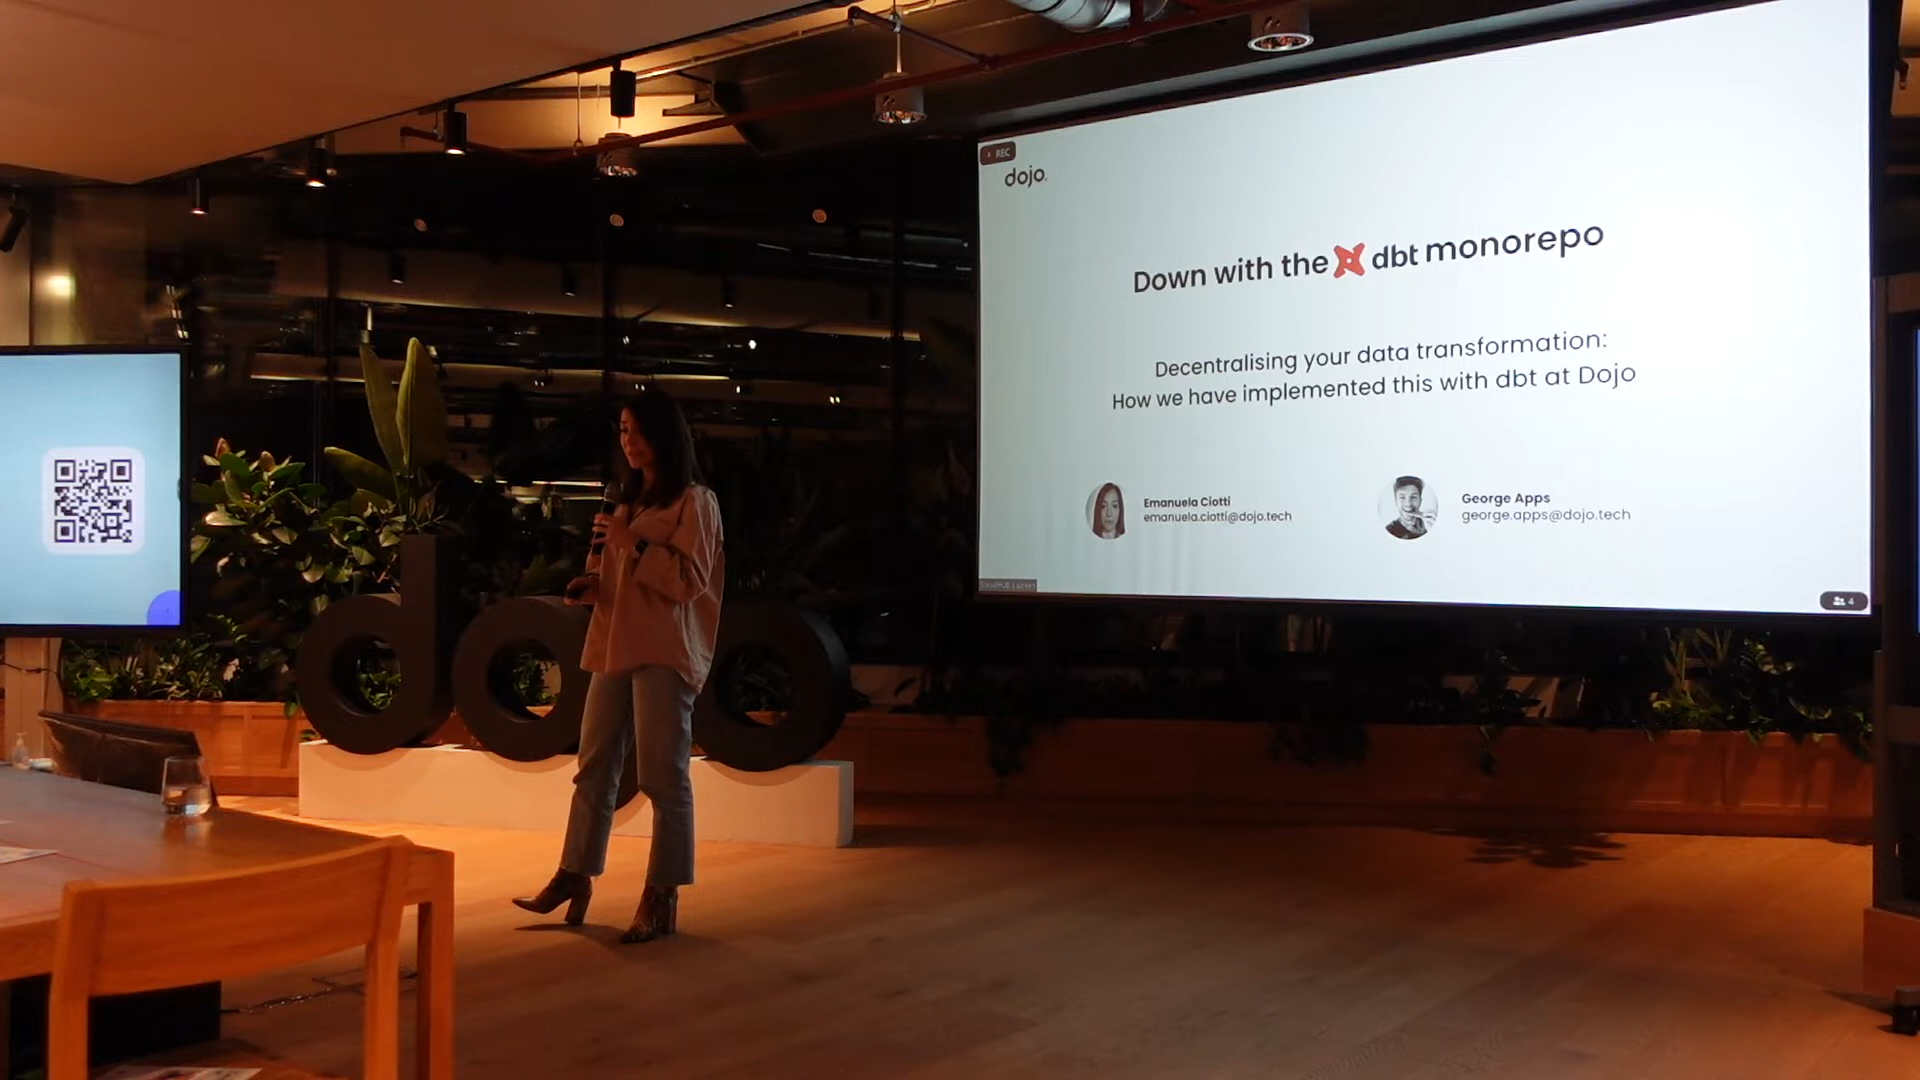 REC
dojo.
Down with the dbt monorepo
Decentralising your data transformation:
How we have implemented this with dbt at Dojo
Emanuela Ciotti
emanuela.ciotti@dojo.tech
George Apps
george.apps@dojo.tech
4